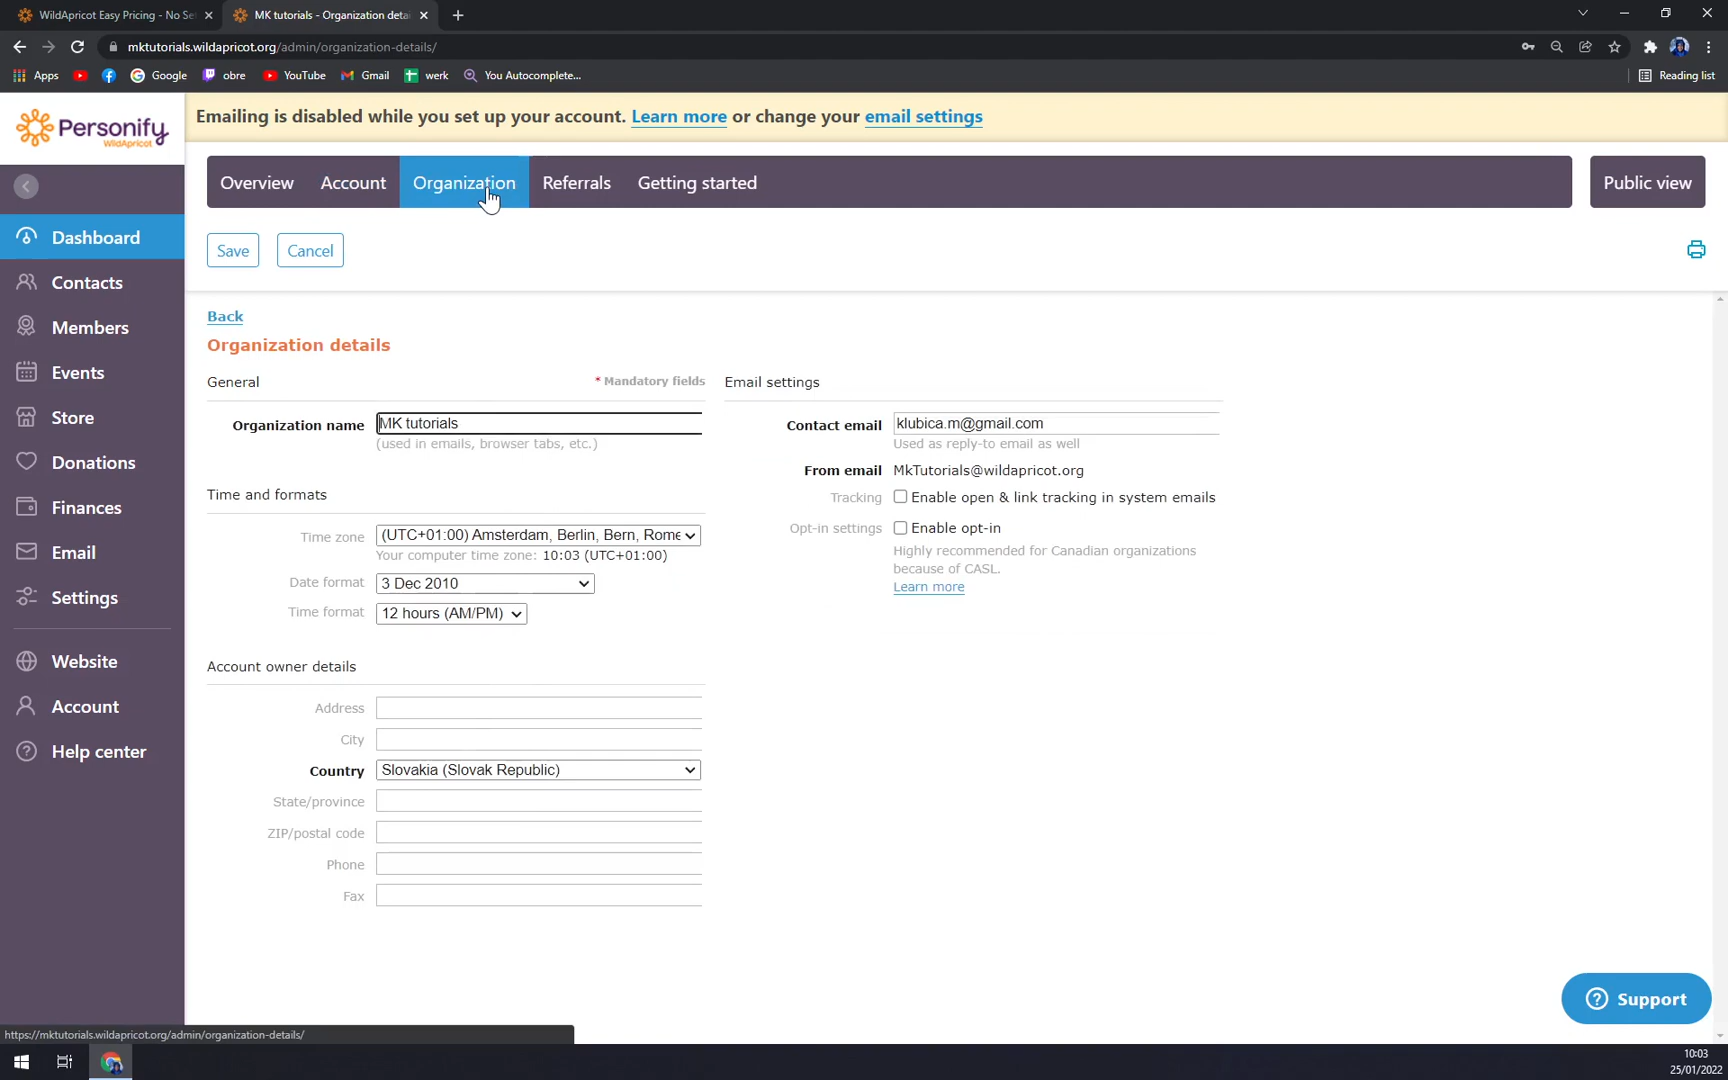 WildApricot Easy Pricing - No Se
MK tutorials - Organization detai
mktutorials.wildapricot.org/admin/organization-details/
Apps
Google
obre
YouTube
Gmail
werk
You Autocomplete...
Reading list
Personify
WildApricot
Emailing is disabled while you set up your account. Learn more or change your email settings
Overview
Account
Organization
Referrals
Getting started
Public view
Dashboard
Contacts
Members
Events
Store
Donations
Finances
Email
Settings
Website
Account
Help center
Save
Cancel
Back
Organization details
General
* Mandatory fields
Organization name
MK tutorials
(used in emails, browser tabs, etc.)
Time and formats
Time zone
(UTC+01:00) Amsterdam, Berlin, Bern, Rome
Your computer time zone: 10:03 (UTC+01:00)
Date format
3 Dec 2010
Time format
12 hours (AM/PM)
Account owner details
Address
City
Country
Slovakia (Slovak Republic)
State/province
ZIP/postal code
Phone
Fax
Email settings
Contact email
klubica.m@gmail.com
Used as reply-to email as well
From email
MkTutorials@wildapricot.org
Tracking
Enable open & link tracking in system emails
Opt-in settings
Enable opt-in
Highly recommended for Canadian organizations
because of CASL.
Learn more
Support
https://mktutorials.wildapricot.org/admin/organization-details/
10:03
25/01/2022